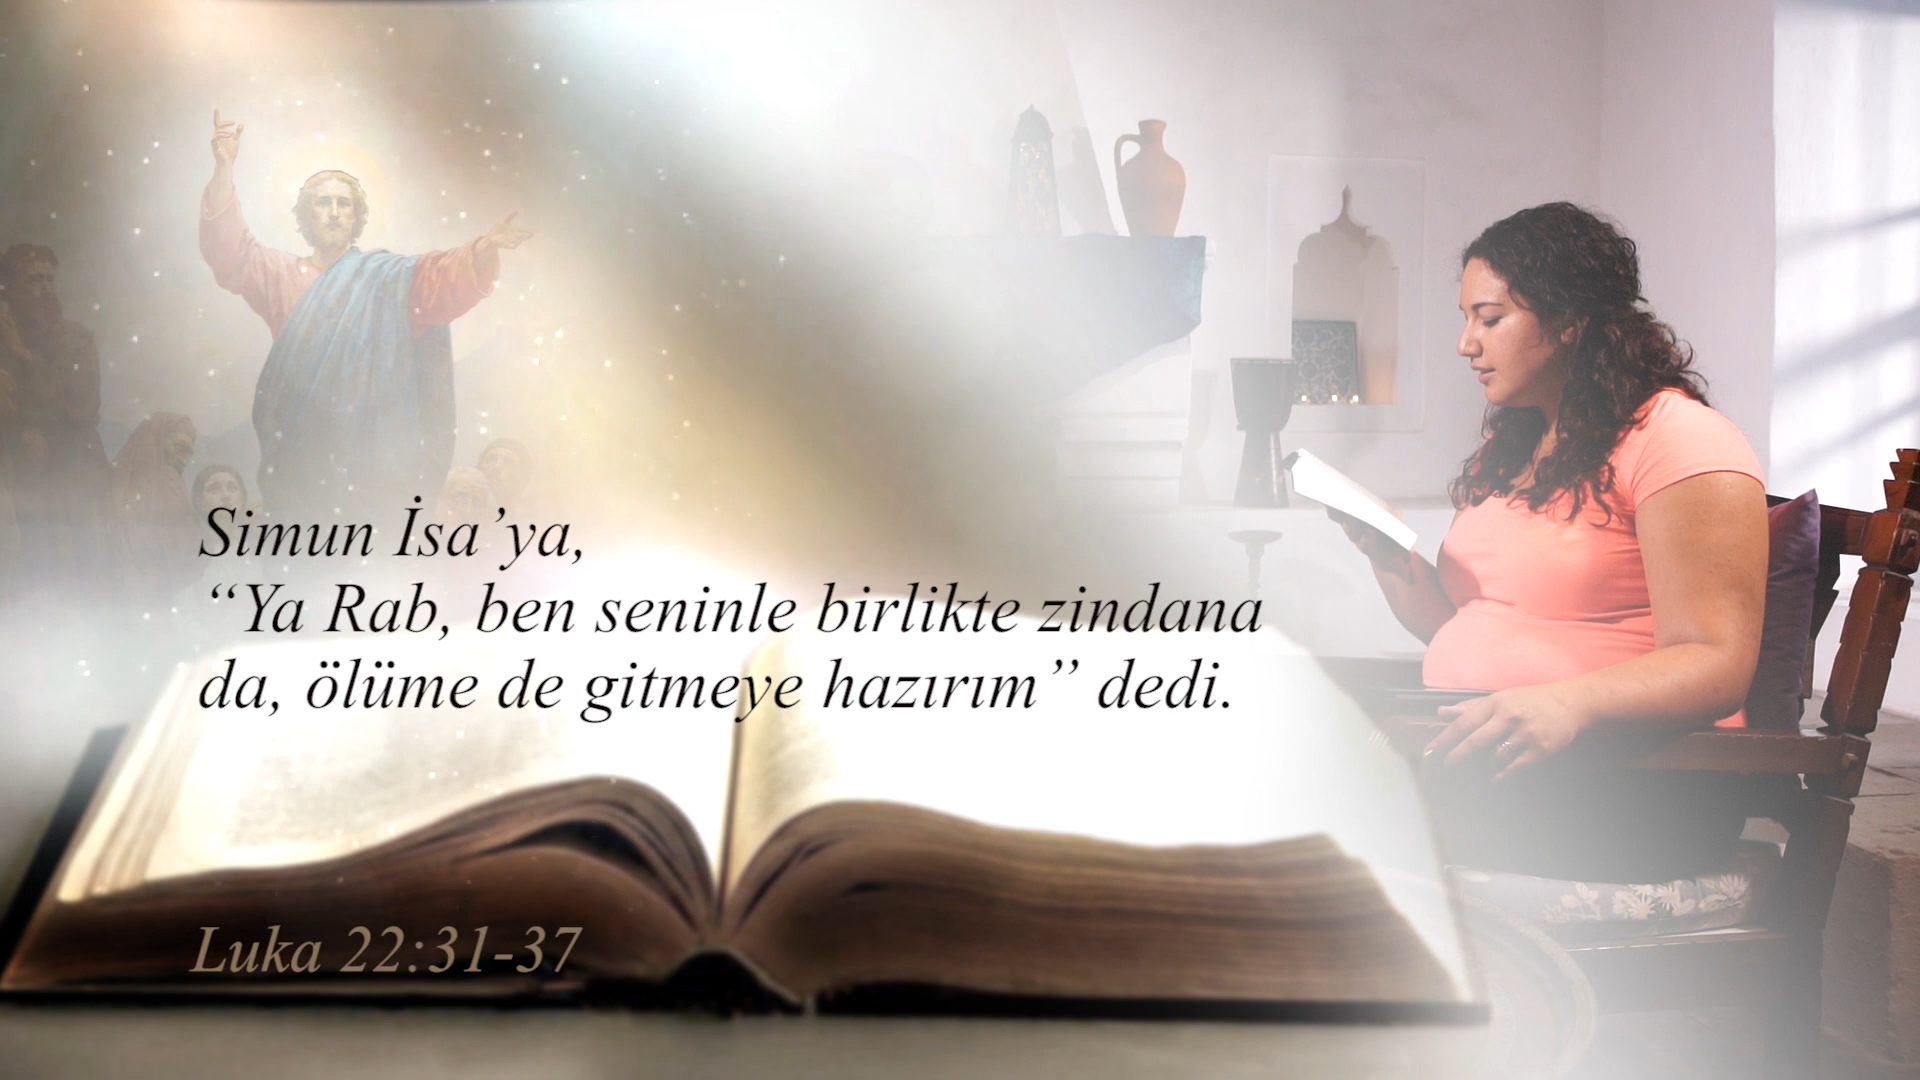 Simun İsa’ya,
“Ya Rab, ben seninle birlikte zindana
da, ölüme de gitmeye hazırım” dedi.
Luka 22:31-37